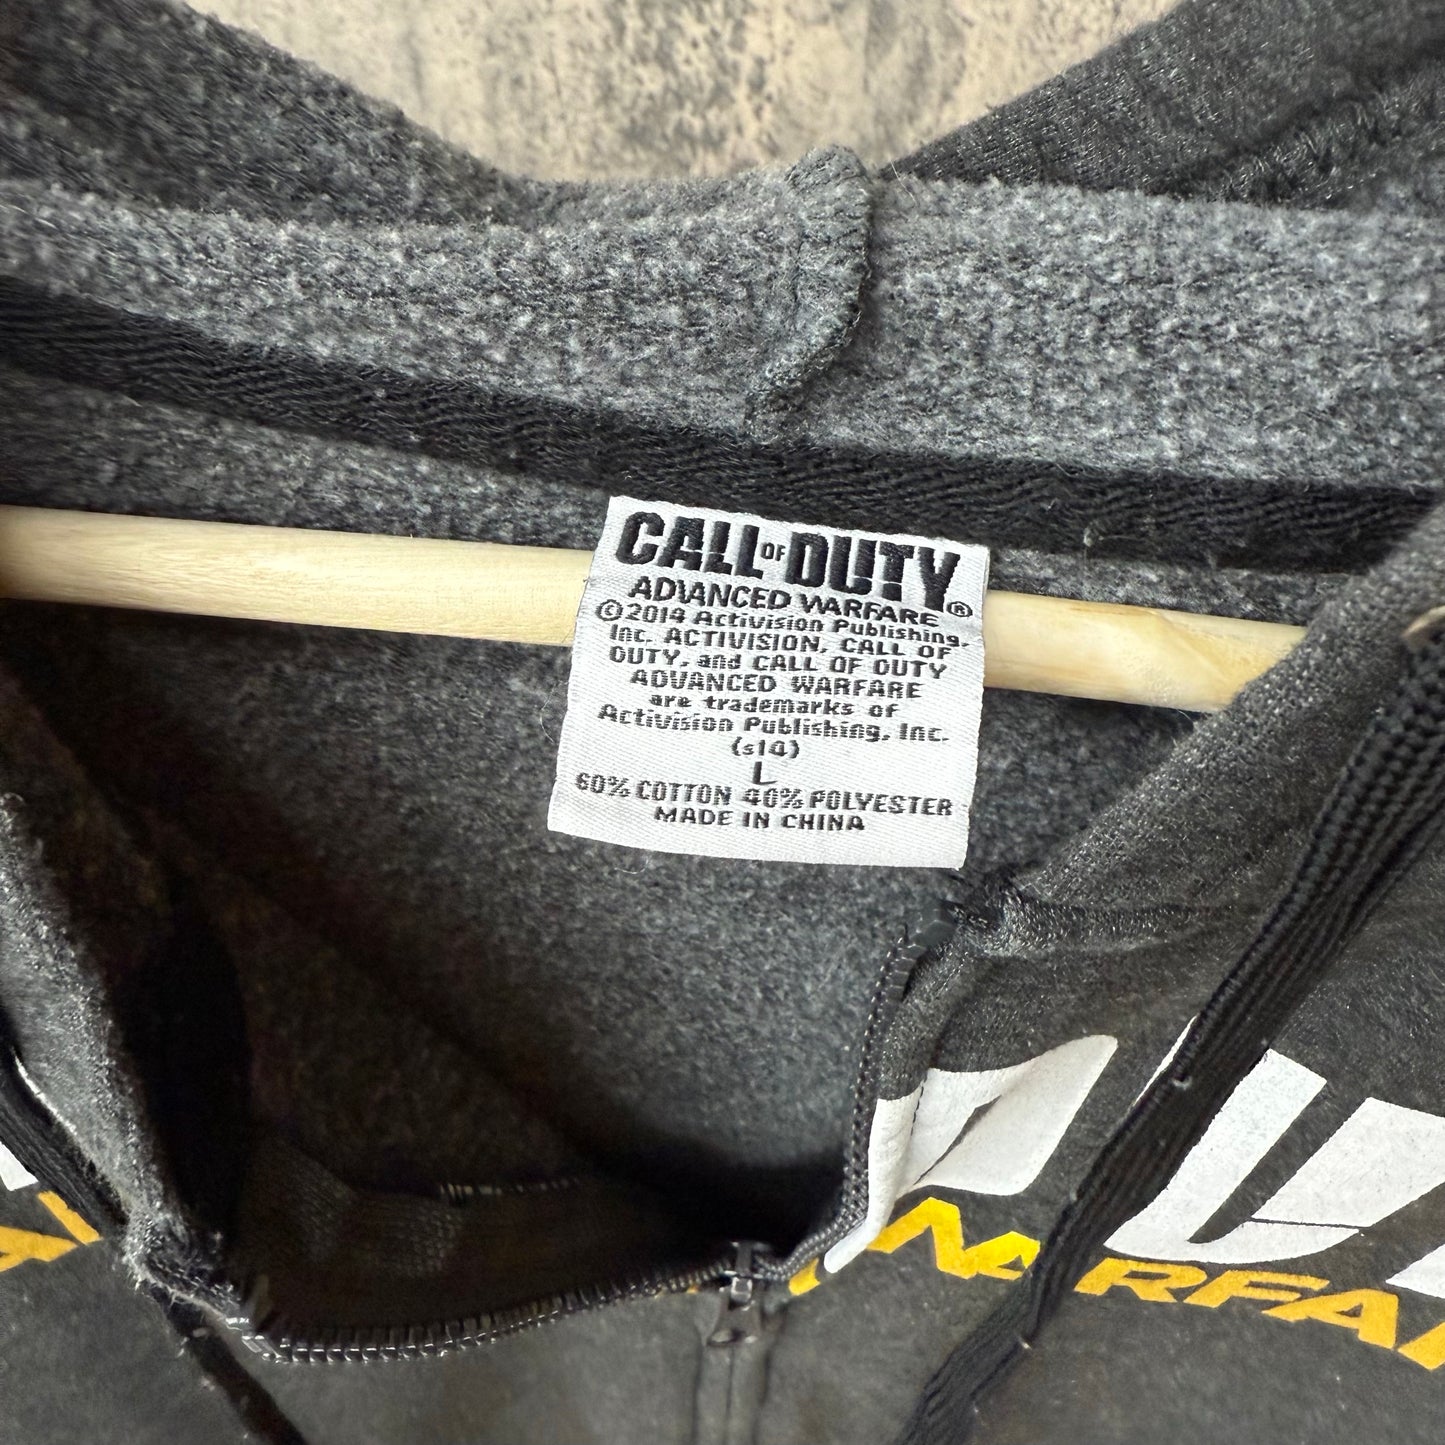 CALL OF DUTY
ADVANCED WARFARE®
©2014 Activision Publishing,
Inc. ACTIVISION, CALL OF
DUTY, and CALL OF DUTY
ADVANCED WARFARE
are trademarks of
Activision Publishing, Inc.
(s14)
L
60% COTTON 40% POLYESTER
MADE IN CHINA